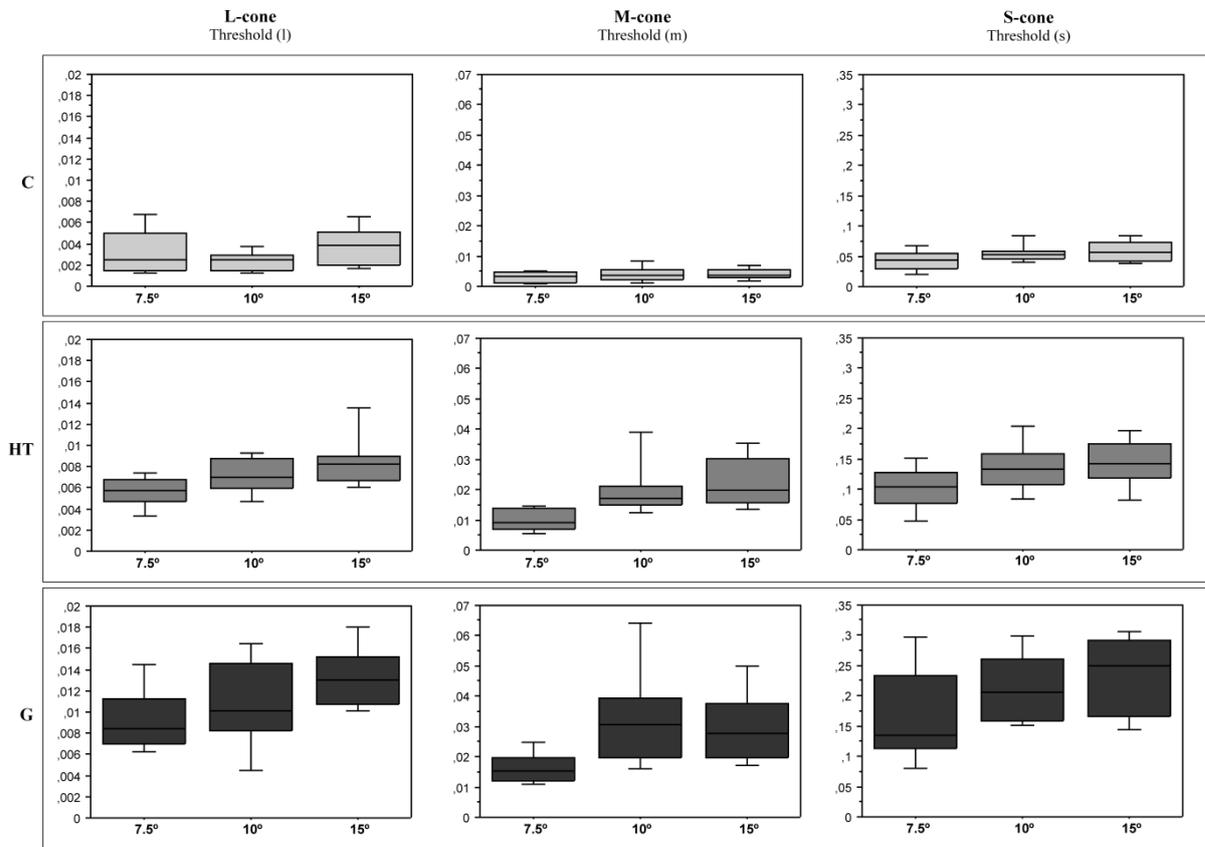 L-cone
Threshold (l)
M-cone
Threshold (m)
S-cone
Threshold (s)
C
,02
,018
,016
,014
,012
,01
,008
,006
,004
,002
0
7.5º
10º
15º
,07
,06
,05
,04
,03
,02
,01
0
7.5º
10º
15º
,35
,3
,25
,2
,15
,1
,05
0
7.5º
10º
15º
HT
,02
,018
,016
,014
,012
,01
,008
,006
,004
,002
0
7.5º
10º
15º
,07
,06
,05
,04
,03
,02
,01
0
7.5º
10º
15º
,35
,3
,25
,2
,15
,1
,05
0
7.5º
10º
15º
G
,02
,018
,016
,014
,012
,01
,008
,006
,004
,002
0
7.5º
10º
15º
,07
,06
,05
,04
,03
,02
,01
0
7.5º
10º
15º
,35
,3
,25
,2
,15
,1
,05
0
7.5º
10º
15º